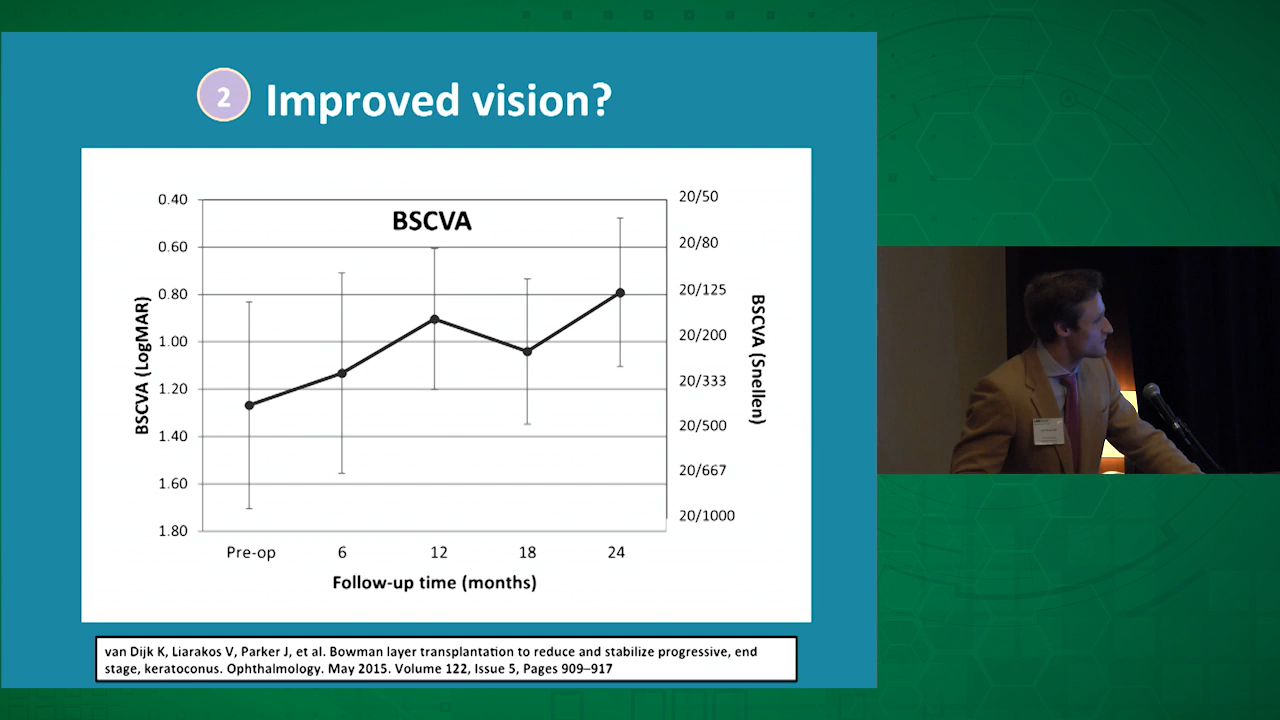 2 Improved vision?
BSCVA
0.40
0.60
0.80
1.00
1.20
1.40
1.60
1.80
BSCVA (LogMAR)
20/50
20/80
20/125
20/200
20/333
20/500
20/667
20/1000
BSCVA (Snellen)
Pre-op 6 12 18 24
Follow-up time (months)
van Dijk K, Liarakos V, Parker J, et al. Bowman layer transplantation to reduce and stabilize progressive, end
stage, keratoconus. Ophthalmology. May 2015. Volume 122, Issue 5, Pages 909–917